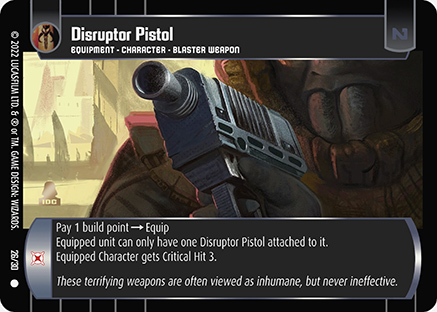 Disruptor Pistol
EQUIPMENT - CHARACTER - BLASTER WEAPON
N
Pay 1 build point → Equip
Equipped unit can only have one Disruptor Pistol attached to it.
Equipped Character gets Critical Hit 3.
These terrifying weapons are often viewed as inhumane, but never ineffective.
© 2022 LUCASFILM LTD. & ® or TM. GAME DESIGN: WIZARDS.
26/30
IDC